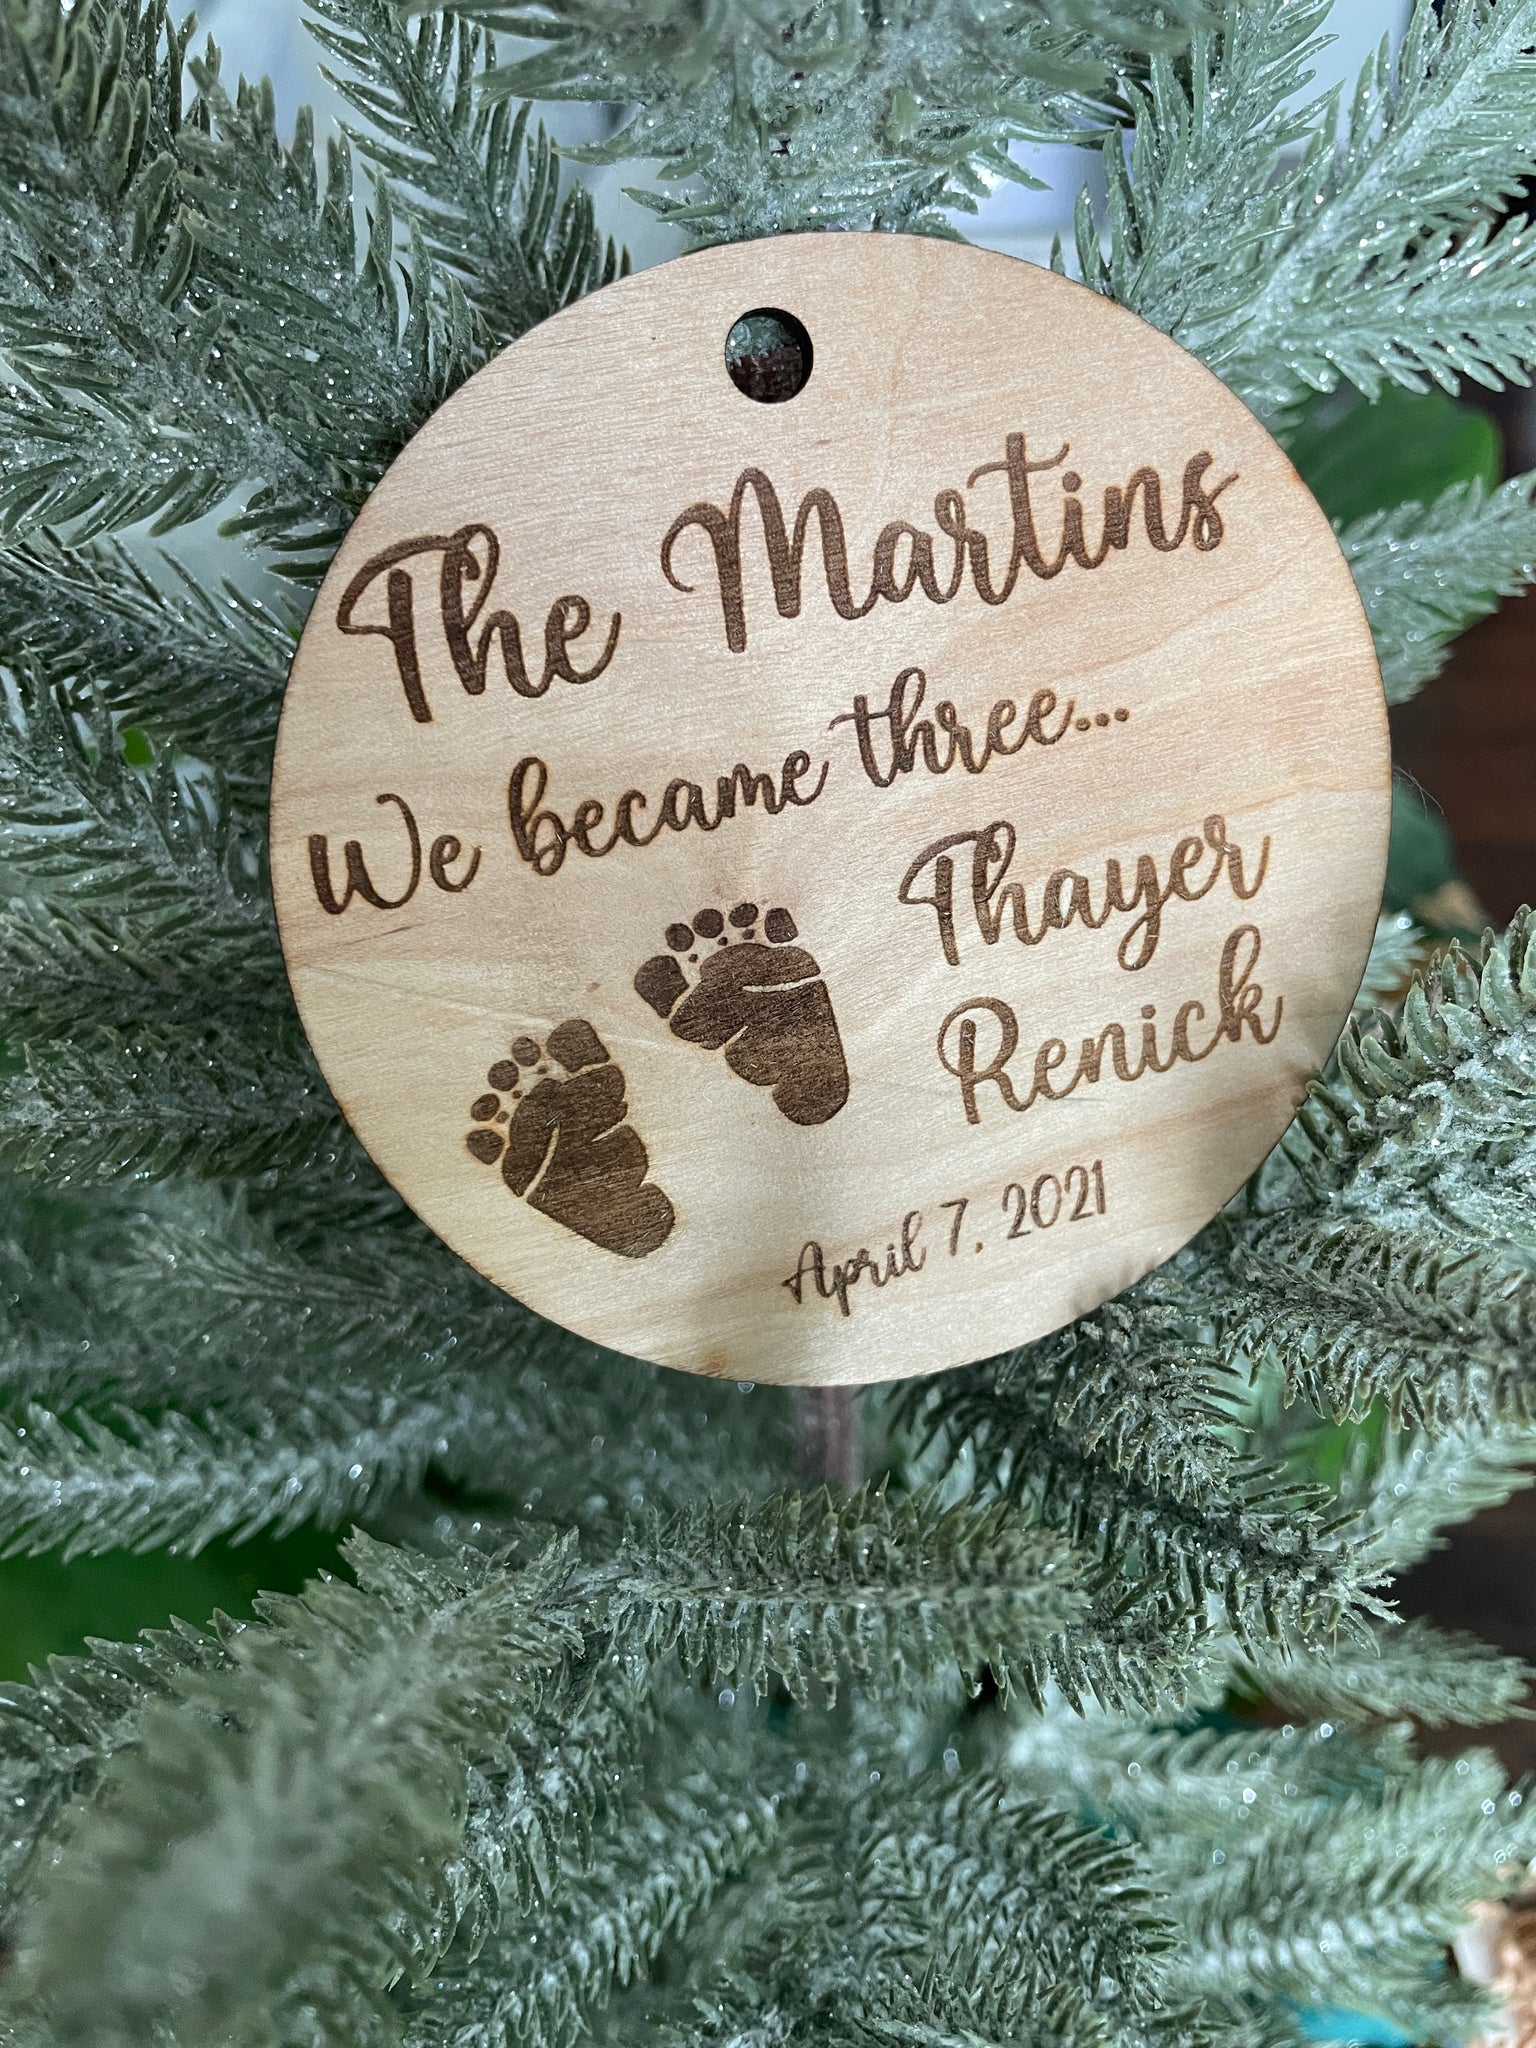 The Martins
We became three...
Thayer
Renick
April 7, 2021